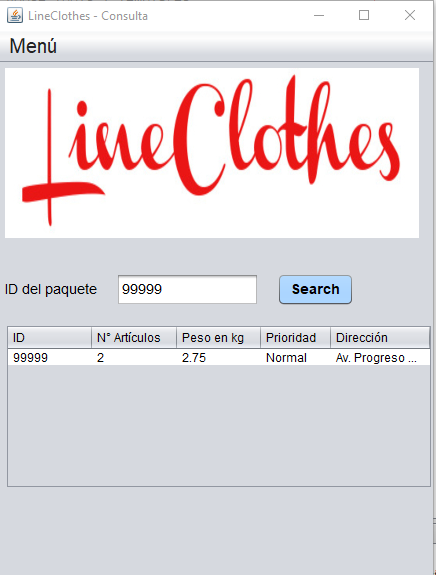 LineClothes - Consulta
Menú
LineClothes
ID del paquete 99999 Search
ID N° Artículos Peso en kg Prioridad Dirección
99999 2 2.75 Normal Av. Progreso ...